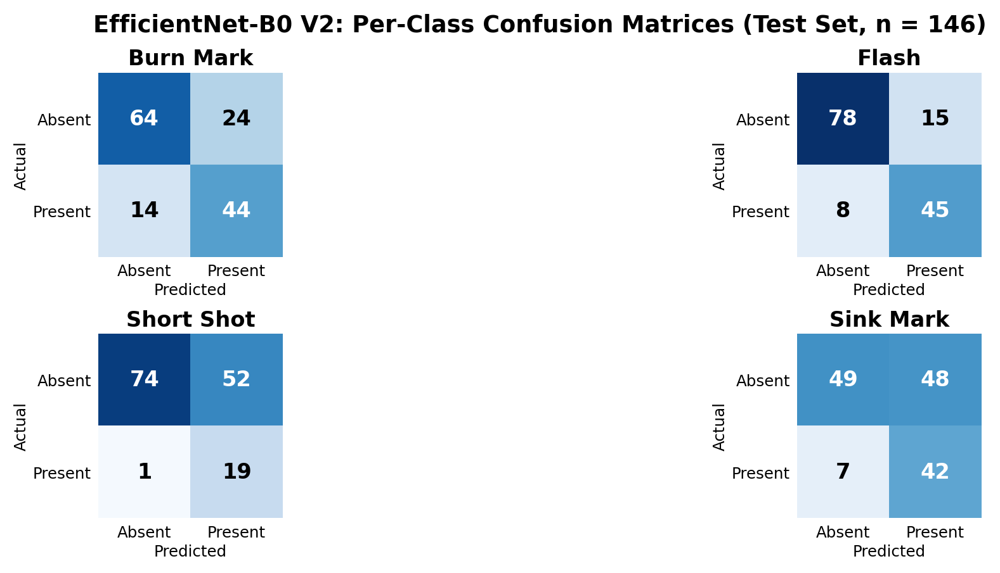 EfficientNet-B0 V2: Per-Class Confusion Matrices (Test Set, n = 146)
Burn Mark
Actual
Absent
64
24
Present
14
44
Absent
Present
Predicted
Flash
Actual
Absent
78
15
Present
8
45
Absent
Present
Predicted
Short Shot
Actual
Absent
74
52
Present
1
19
Absent
Present
Predicted
Sink Mark
Actual
Absent
49
48
Present
7
42
Absent
Present
Predicted